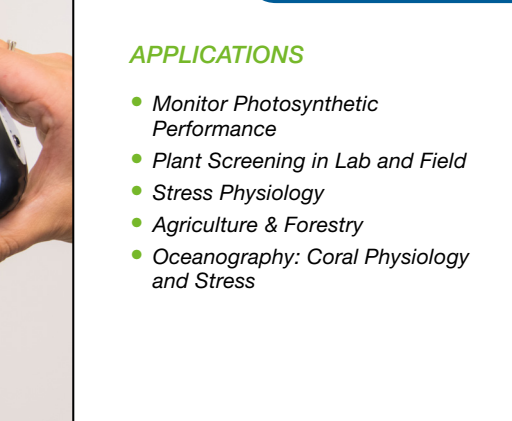 APPLICATIONS
• Monitor Photosynthetic
Performance
• Plant Screening in Lab and Field
• Stress Physiology
• Agriculture & Forestry
• Oceanography: Coral Physiology
and Stress